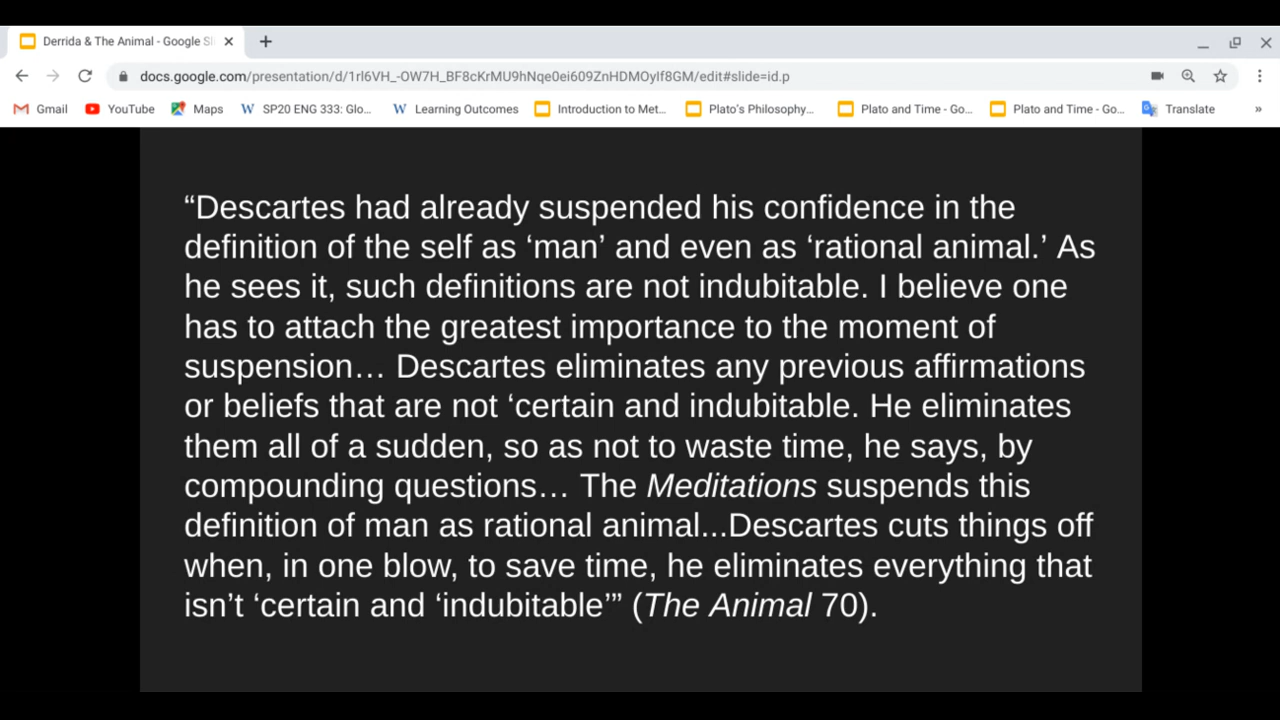 Derrida & The Animal - Google Sl
docs.google.com/presentation/d/1rl6VH_-OW7H_BF8cKrMU9hNqe0ei609ZnHDMOyIf8GM/edit#slide=id.p
Gmail YouTube Maps SP20 ENG 333: Glo... Learning Outcomes Introduction to Met... Plato's Philosophy... Plato and Time - Go... Plato and Time - Go... Translate »
“Descartes had already suspended his confidence in the
definition of the self as ‘man’ and even as ‘rational animal.’ As
he sees it, such definitions are not indubitable. I believe one
has to attach the greatest importance to the moment of
suspension… Descartes eliminates any previous affirmations
or beliefs that are not ‘certain and indubitable. He eliminates
them all of a sudden, so as not to waste time, he says, by
compounding questions… The Meditations suspends this
definition of man as rational animal...Descartes cuts things off
when, in one blow, to save time, he eliminates everything that
isn’t ‘certain and ‘indubitable’” (The Animal 70).